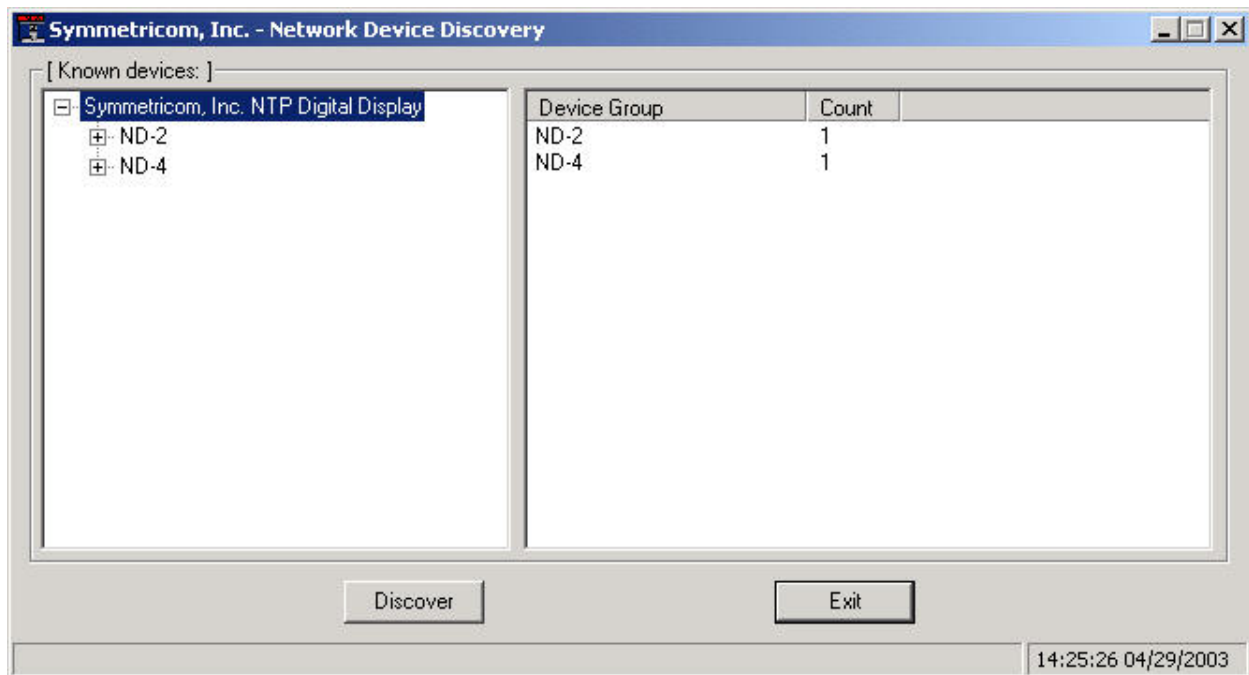 Symmetricom, Inc. - Network Device Discovery
[ Known devices: ]
Symmetricom, Inc. NTP Digital Display
ND-2
ND-4
Device Group Count
ND-2 1
ND-4 1
Discover
Exit
14:25:26 04/29/2003